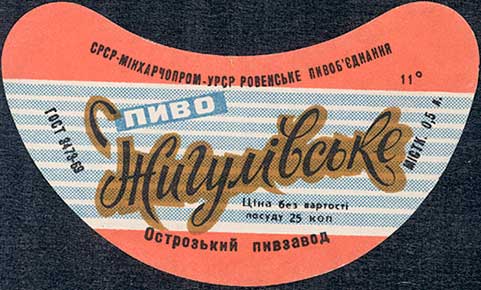 СРСР-МІНХАРЧОПРОМ-УРСР РОВЕНСЬКЕ ПИВОБ'ЄДНАННЯ
11°
ГОСТ 3473-69
ПИВО
Жигулівське
МІСТК. 0,5 л.
Ціна без вартості
посуду 25 коп
Острозький пивзавод